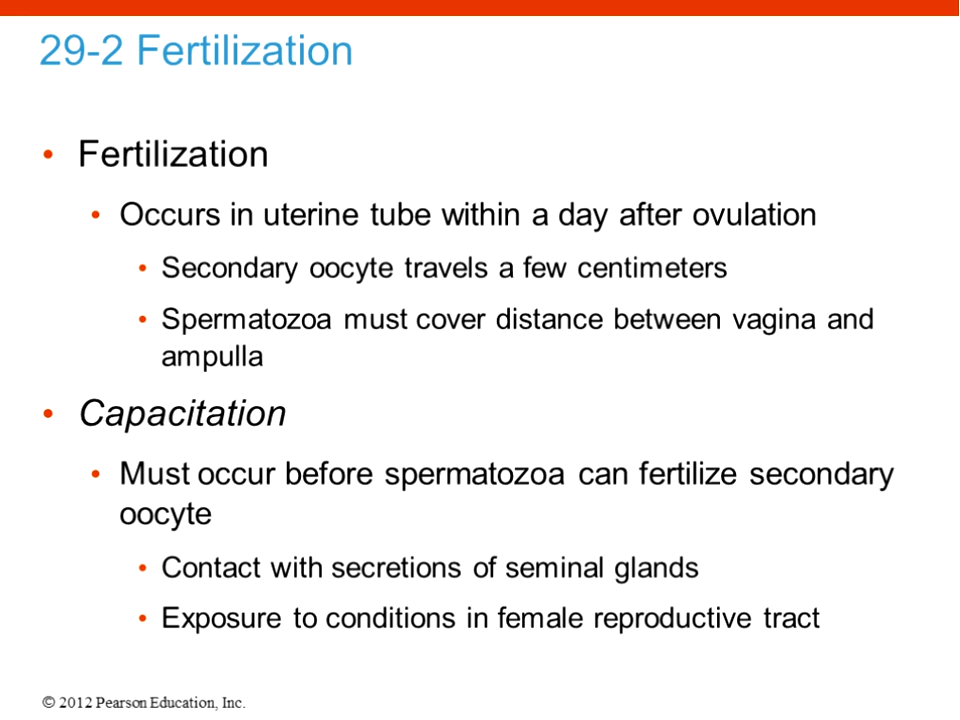 29-2 Fertilization
• Fertilization
• Occurs in uterine tube within a day after ovulation
• Secondary oocyte travels a few centimeters
• Spermatozoa must cover distance between vagina and
ampulla
• Capacitation
• Must occur before spermatozoa can fertilize secondary
oocyte
• Contact with secretions of seminal glands
• Exposure to conditions in female reproductive tract
© 2012 Pearson Education, Inc.